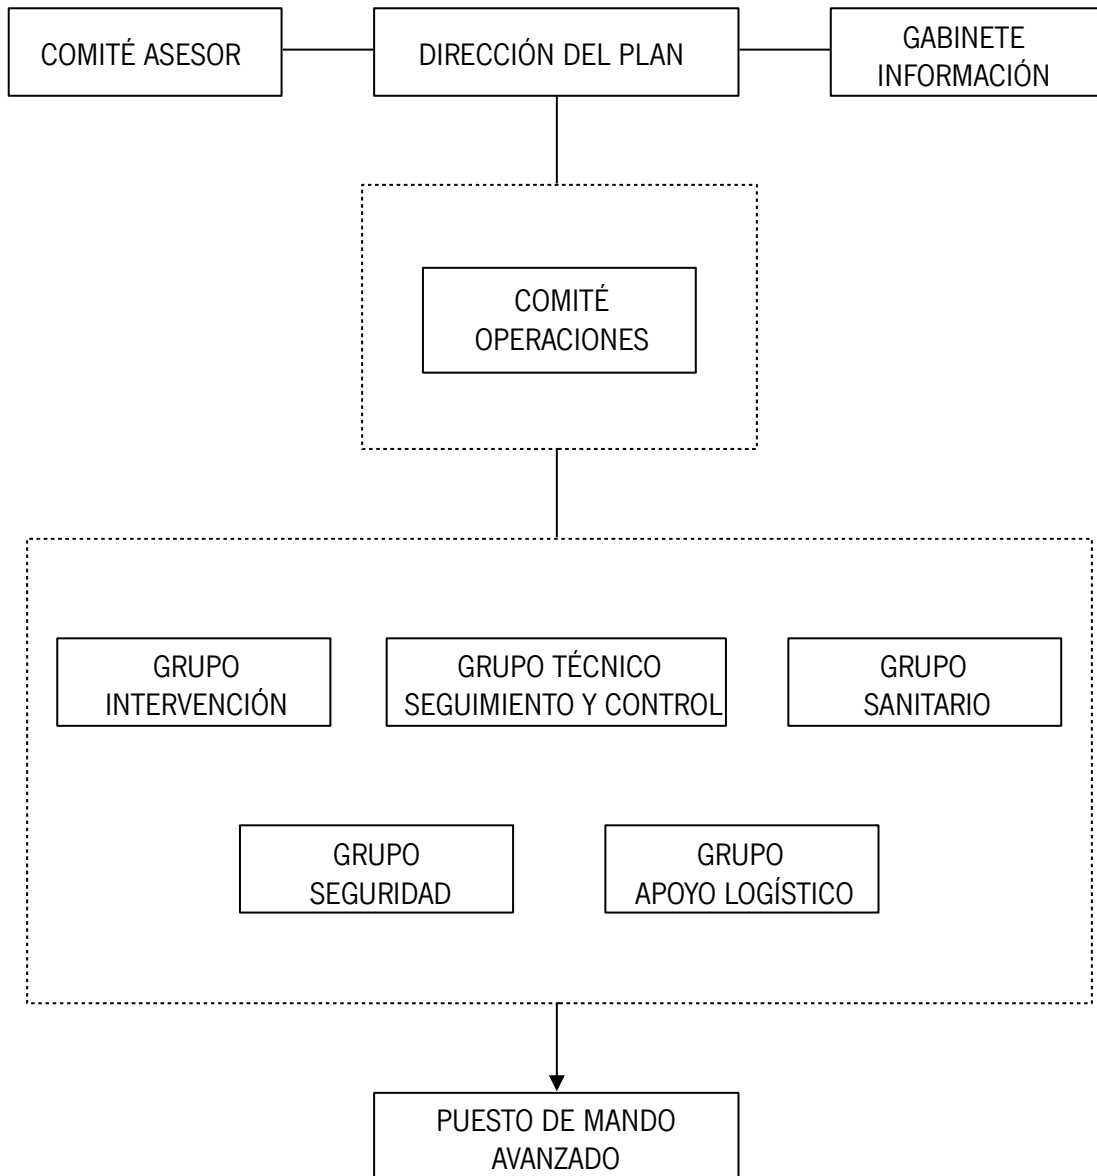 COMITÉ ASESOR
DIRECCIÓN DEL PLAN
GABINETE
INFORMACIÓN
COMITÉ
OPERACIONES
GRUPO
INTERVENCIÓN
GRUPO TÉCNICO
SEGUIMIENTO Y CONTROL
GRUPO
SANITARIO
GRUPO
SEGURIDAD
GRUPO
APOYO LOGÍSTICO
PUESTO DE MANDO
AVANZADO